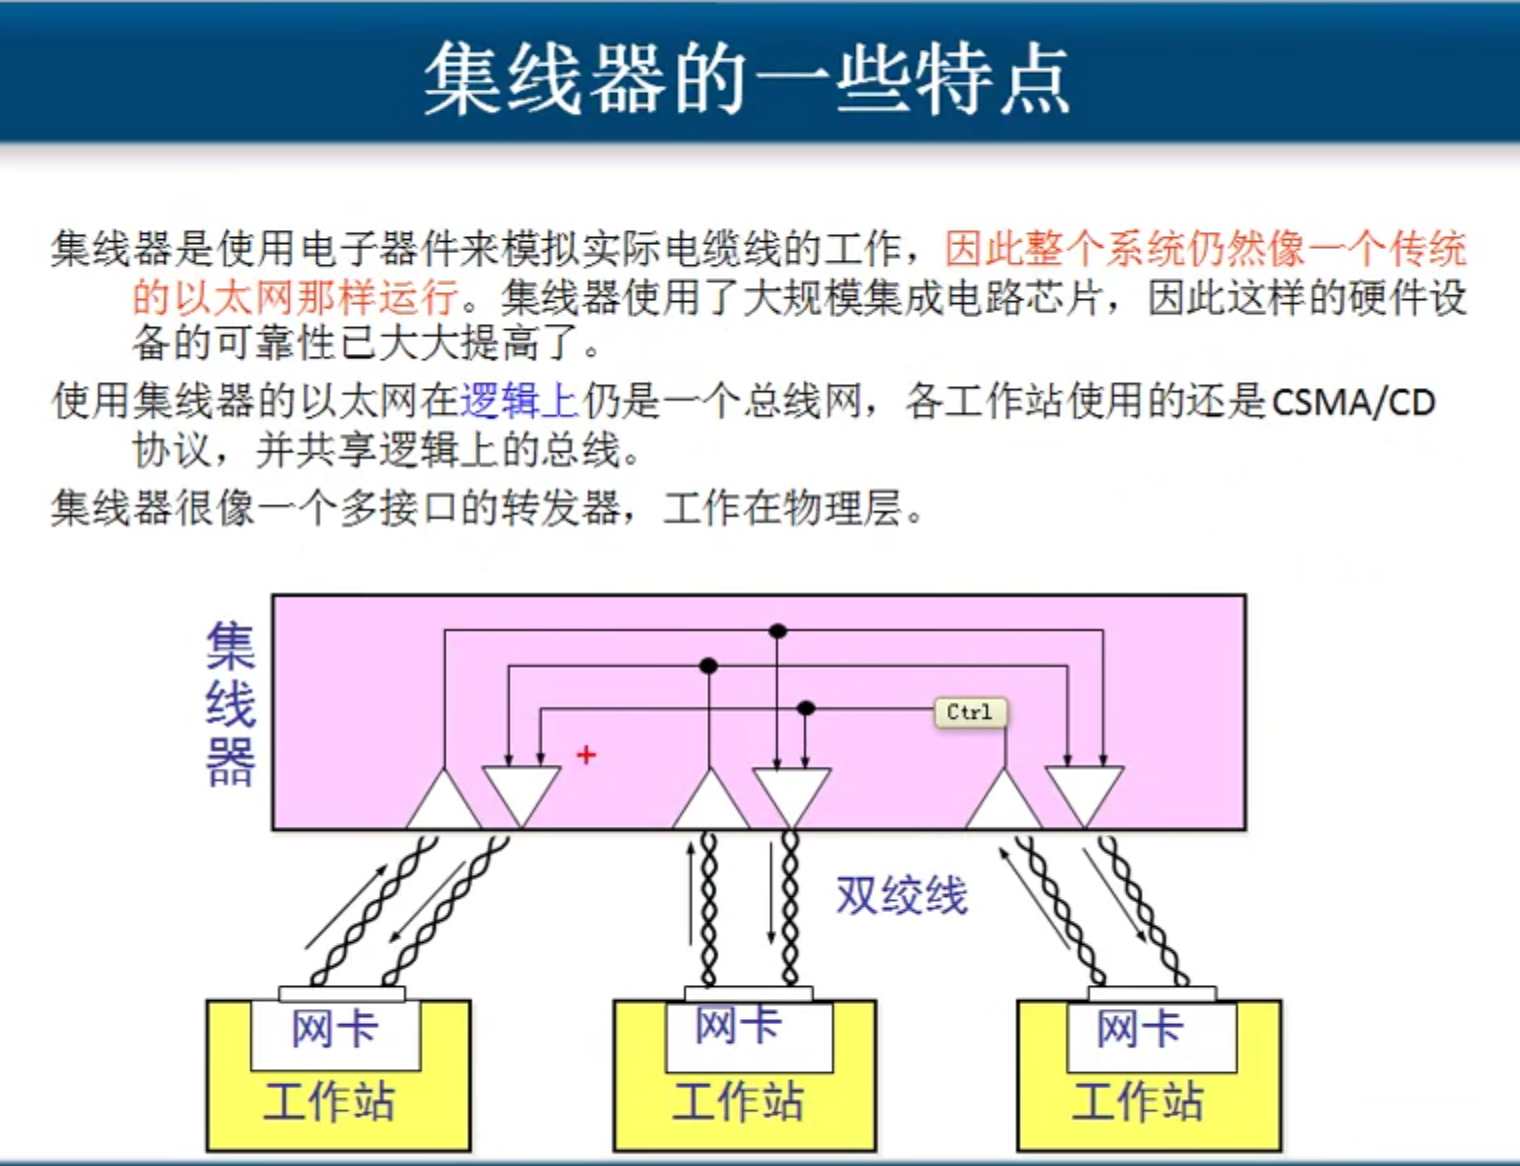 集线器的一些特点
集线器是使用电子器件来模拟实际电缆线的工作，因此整个系统仍然像一个传统
的以太网那样运行。集线器使用了大规模集成电路芯片，因此这样的硬件设
备的可靠性已大大提高了。
使用集线器的以太网在逻辑上仍是一个总线网，各工作站使用的还是CSMA/CD
协议，并共享逻辑上的总线。
集线器很像一个多接口的转发器，工作在物理层。
集线器
Ctrl
双绞线
网卡
工作站
网卡
工作站
网卡
工作站